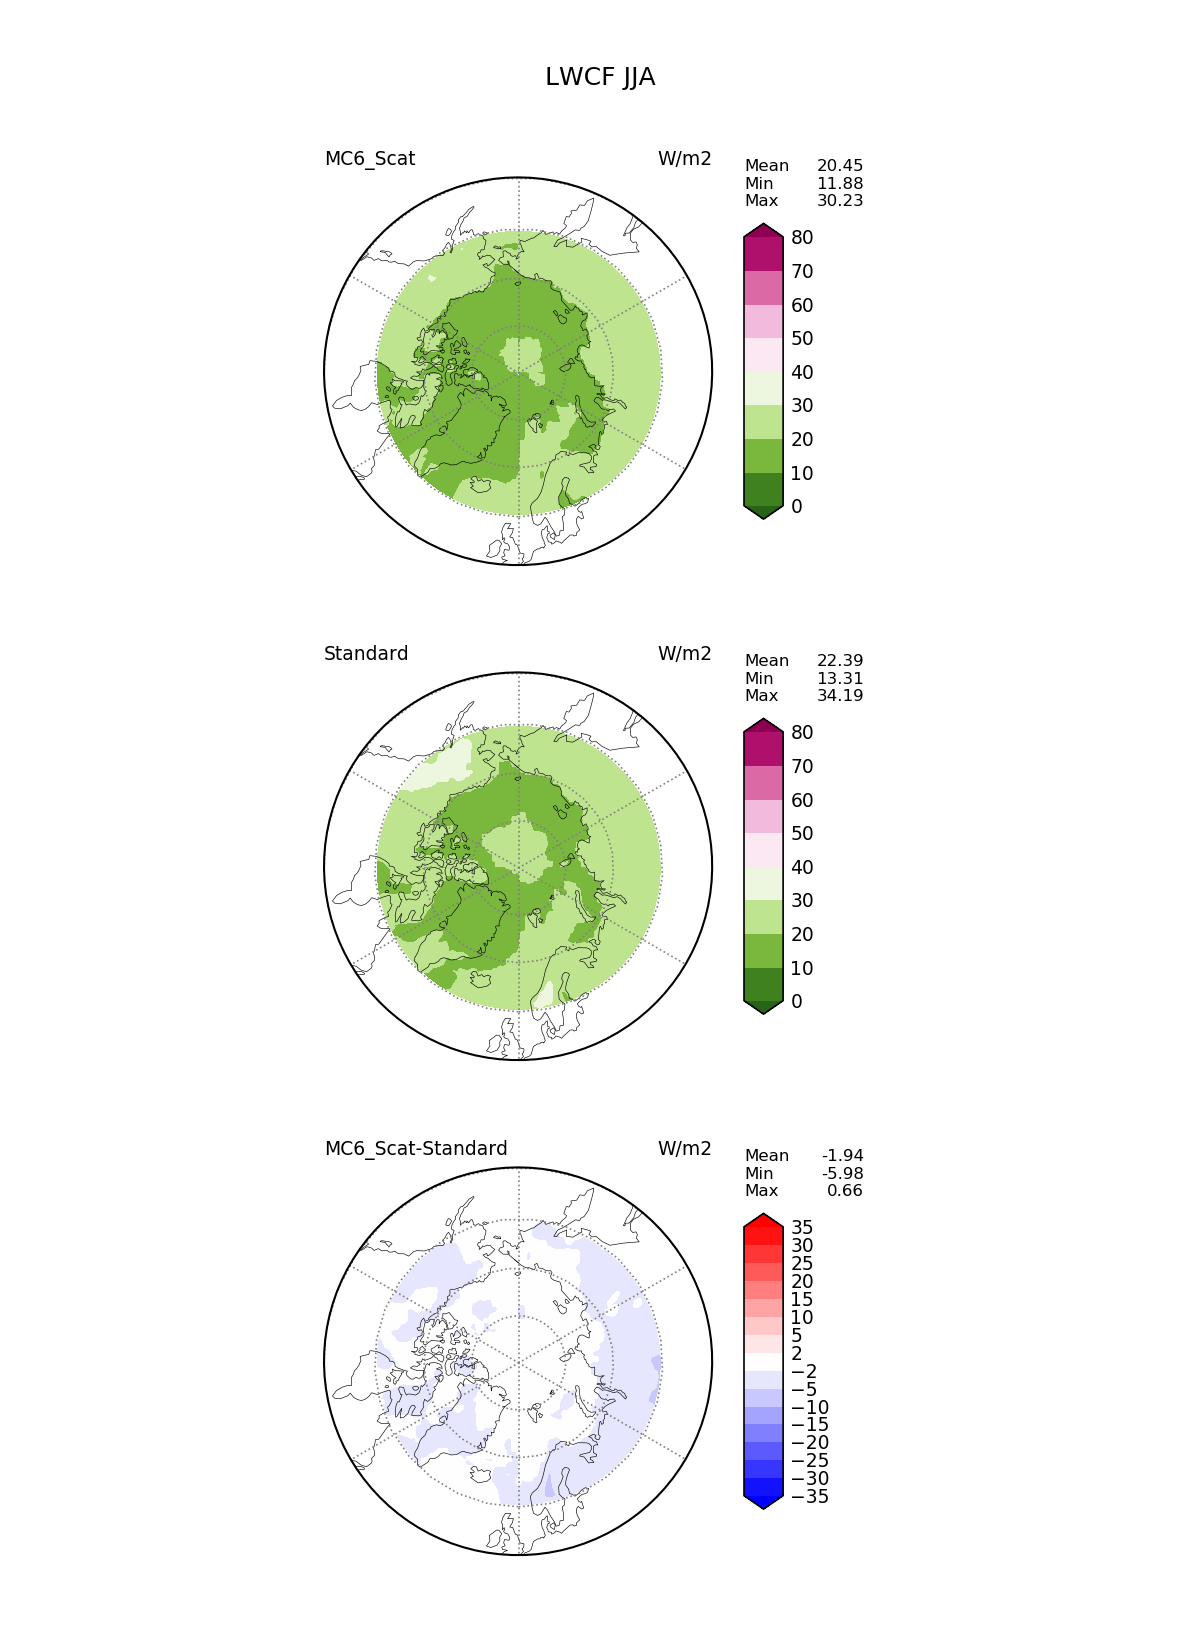 LWCF JJA
MC6_Scat W/m2
Mean 20.45
Min 11.88
Max 30.23
80
70
60
50
40
30
20
10
0
Standard W/m2
Mean 22.39
Min 13.31
Max 34.19
80
70
60
50
40
30
20
10
0
MC6_Scat-Standard W/m2
Mean -1.94
Min -5.98
Max 0.66
35
30
25
20
15
10
5
2
−2
−5
−10
−15
−20
−25
−30
−35